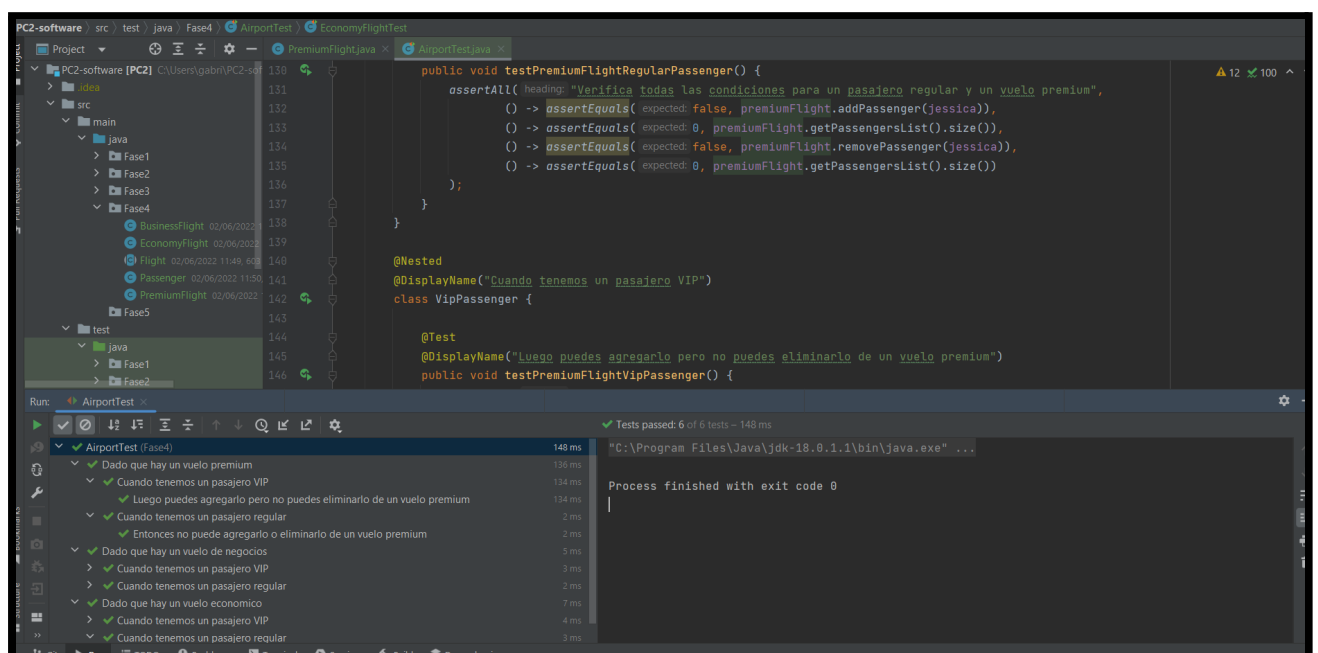 PC2-software > src > test > java > Fase4 > AirportTest > EconomyFlightTest
Project
PremiumFlight.java ×
AirportTest.java ×
PC2-software [PC2] C:\Users\gabri\PC2-sof
.idea
src
main
java
Fase1
Fase2
Fase3
Fase4
BusinessFlight 02/06/2022 1
EconomyFlight 02/06/2022
Flight 02/06/2022 11:49, 603
Passenger 02/06/2022 11:50,
PremiumFlight 02/06/2022
Fase5
test
java
Fase1
Fase2
130 public void testPremiumFlightRegularPassenger() {
131 assertAll( heading: "Verifica todas las condiciones para un pasajero regular y un vuelo premium",
132 () -> assertEquals( expected: false, premiumFlight.addPassenger(jessica)),
133 () -> assertEquals( expected: 0, premiumFlight.getPassengersList().size()),
134 () -> assertEquals( expected: false, premiumFlight.removePassenger(jessica)),
135 () -> assertEquals( expected: 0, premiumFlight.getPassengersList().size())
136 );
137 }
138 }
139
140 @Nested
141 @DisplayName("Cuando tenemos un pasajero VIP")
142 class VipPassenger {
143
144 @Test
145 @DisplayName("Luego puedes agregarlo pero no puedes eliminarlo de un vuelo premium")
146 public void testPremiumFlightVipPassenger() {
12 100
Commit
Pull Requests
Run: AirportTest ×
Tests passed: 6 of 6 tests – 148 ms
AirportTest (Fase4) 148 ms
Dado que hay un vuelo premium 136 ms
Cuando tenemos un pasajero VIP 134 ms
Luego puedes agregarlo pero no puedes eliminarlo de un vuelo premium 134 ms
Cuando tenemos un pasajero regular 2 ms
Entonces no puede agregarlo o eliminarlo de un vuelo premium 2 ms
Dado que hay un vuelo de negocios 5 ms
Cuando tenemos un pasajero VIP 3 ms
Cuando tenemos un pasajero regular 2 ms
Dado que hay un vuelo economico 7 ms
Cuando tenemos un pasajero VIP 4 ms
Cuando tenemos un pasajero regular 3 ms
"C:\Program Files\Java\jdk-18.0.1.1\bin\java.exe" ...
Process finished with exit code 0
Bookmarks
Structure